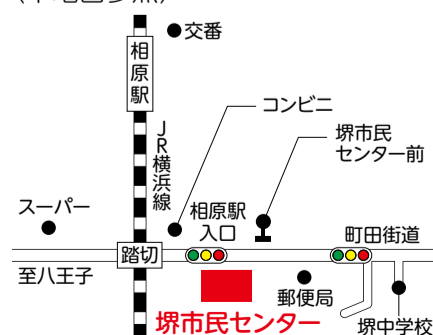 交番
相原駅
JR横浜線
コンビニ
堺市民
センター前
スーパー
相原駅
入口
町田街道
踏切
至八王子
郵便局
堺市民センター
堺中学校